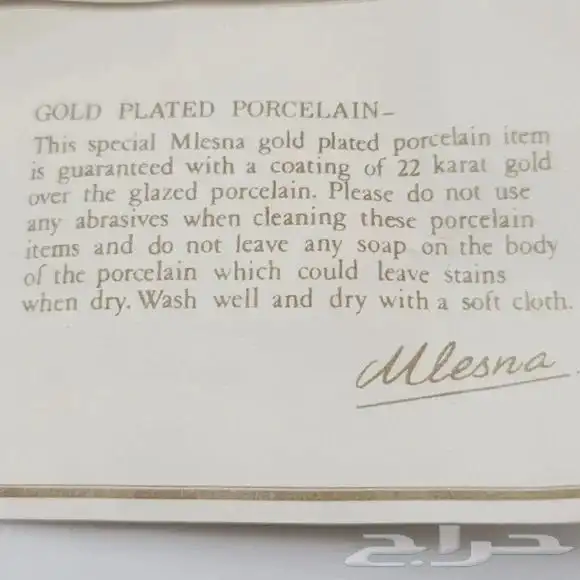 GOLD PLATED PORCELAIN–
This special Mlesna gold plated porcelain item
is guaranteed with a coating of 22 karat gold
over the glazed porcelain. Please do not use
any abrasives when cleaning these porcelain
items and do not leave any soap on the body
of the porcelain which could leave stains
when dry. Wash well and dry with a soft cloth.
Mlesna
حراج